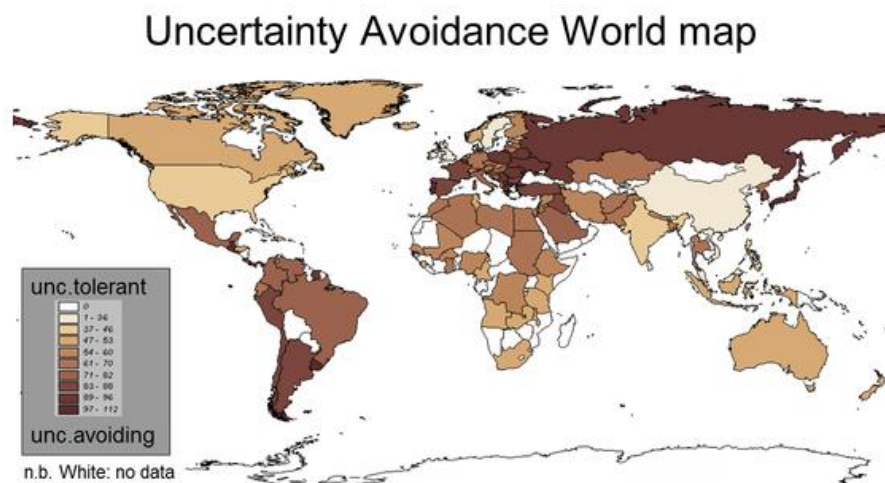 Uncertainty Avoidance World map
unc.tolerant
0
1 - 36
37 - 46
47 - 53
54 - 60
61 - 70
71 - 82
83 - 88
89 - 96
97 - 112
unc.avoiding
n.b. White: no data